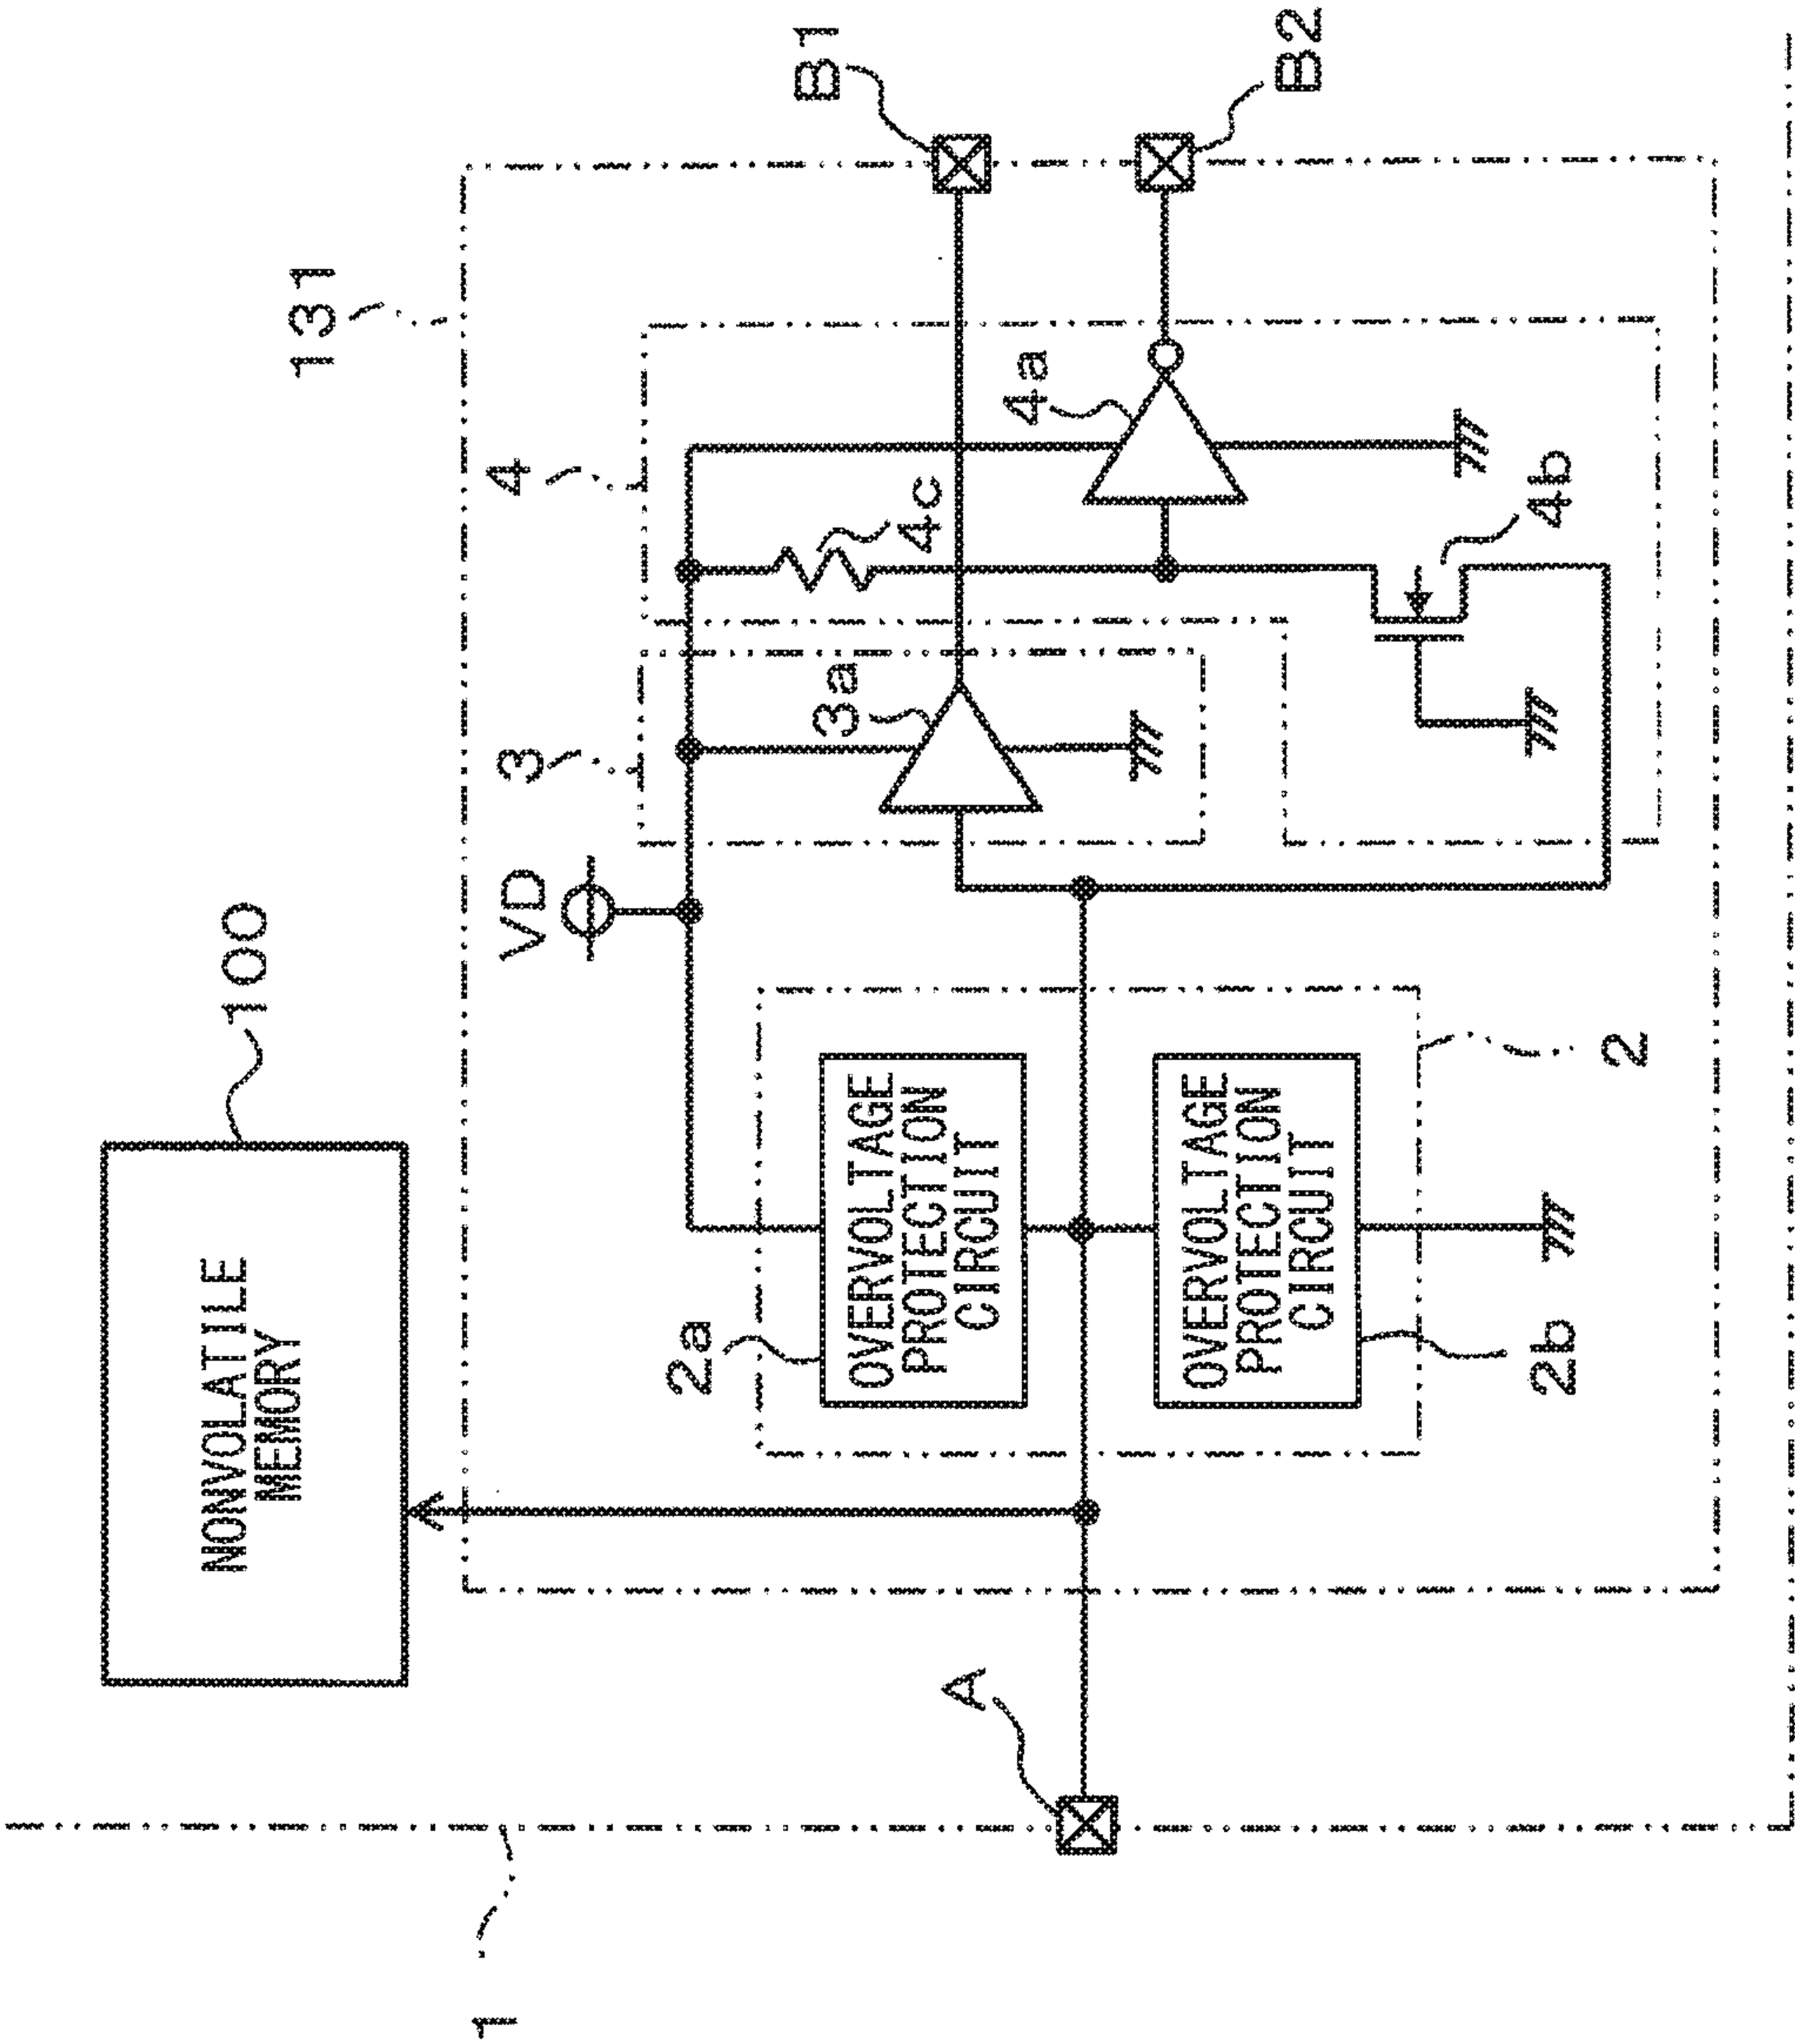 1
NONVOLATILE
MEMORY
100
131
A
2a
OVERVOLTAGE
PROTECTION
CIRCUIT
OVERVOLTAGE
PROTECTION
CIRCUIT
2b
2
VD
3
3a
4
4c
4a
4b
B1
B2